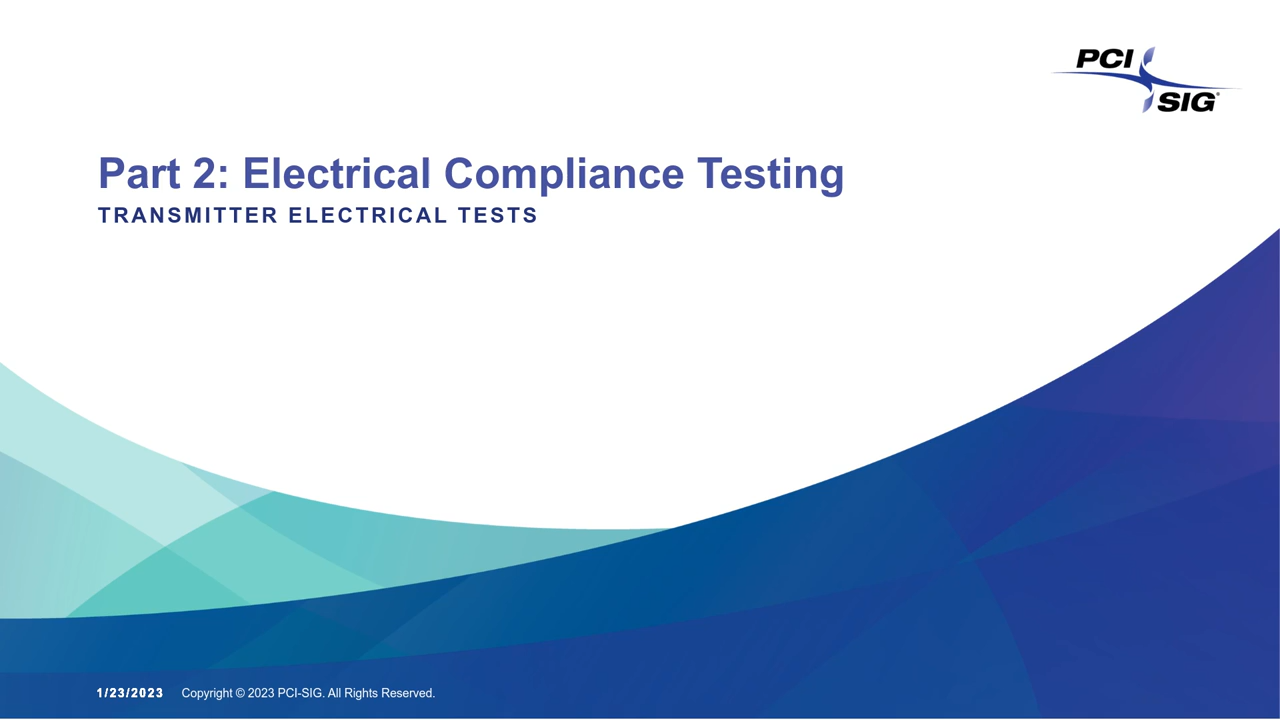 PCI
SIG®
Part 2: Electrical Compliance Testing
TRANSMITTER ELECTRICAL TESTS
1/23/2023 Copyright © 2023 PCI-SIG. All Rights Reserved.